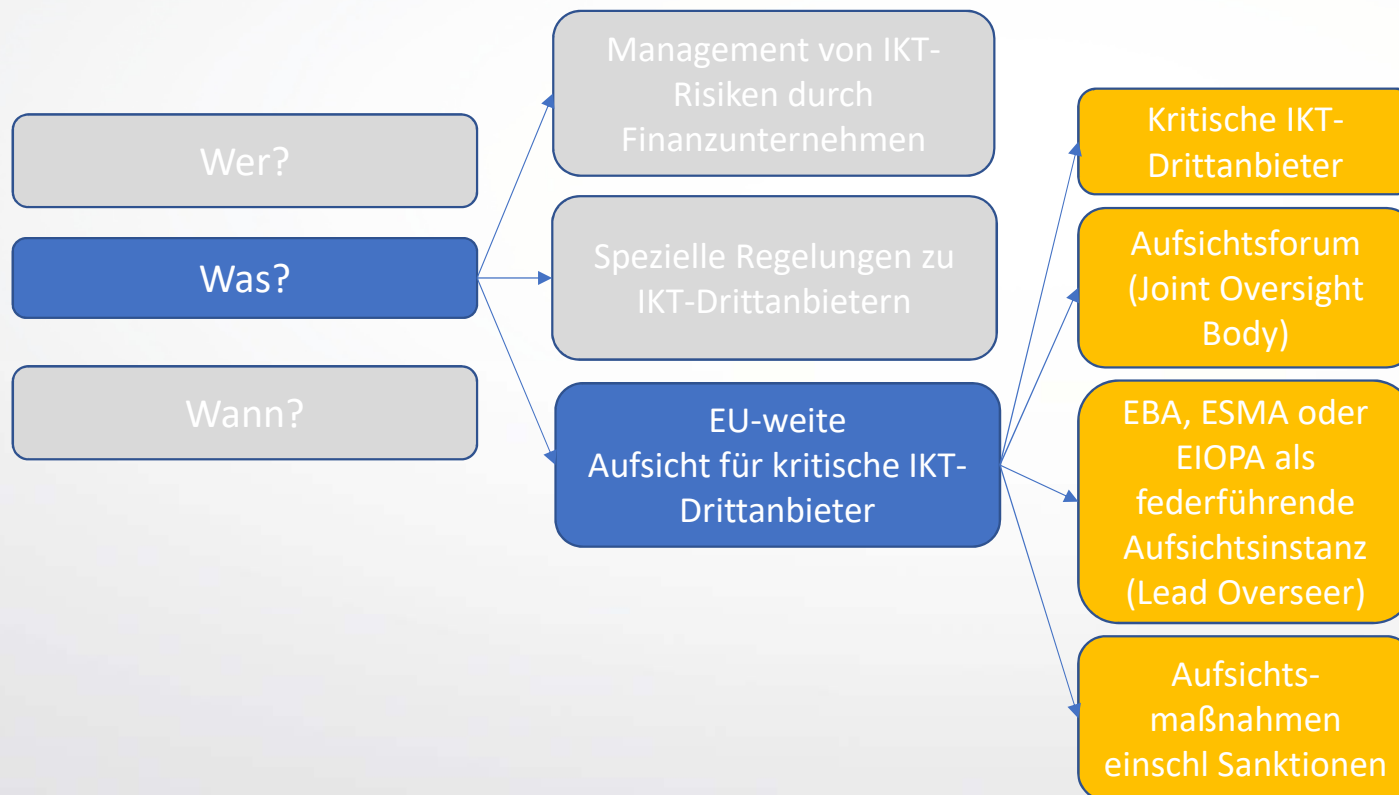 Wer?
Was?
Wann?
Management von IKT-
Risiken durch
Finanzunternehmen
Spezielle Regelungen zu
IKT-Drittanbietern
EU-weite
Aufsicht für kritische IKT-
Drittanbieter
Kritische IKT-
Drittanbieter
Aufsichtsforum
(Joint Oversight
Body)
EBA, ESMA oder
EIOPA als
federführende
Aufsichtsinstanz
(Lead Overseer)
Aufsichts-
maßnahmen
einschl Sanktionen